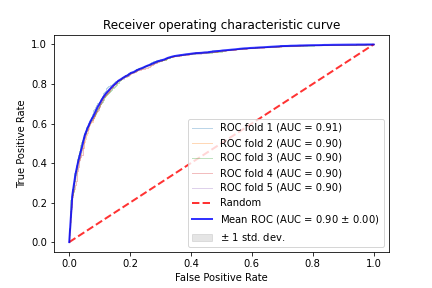 Receiver operating characteristic curve
True Positive Rate
1.0
0.8
0.6
0.4
0.2
0.0
ROC fold 1 (AUC = 0.91)
ROC fold 2 (AUC = 0.90)
ROC fold 3 (AUC = 0.90)
ROC fold 4 (AUC = 0.90)
ROC fold 5 (AUC = 0.90)
Random
Mean ROC (AUC = 0.90 ± 0.00)
± 1 std. dev.
0.0 0.2 0.4 0.6 0.8 1.0
False Positive Rate